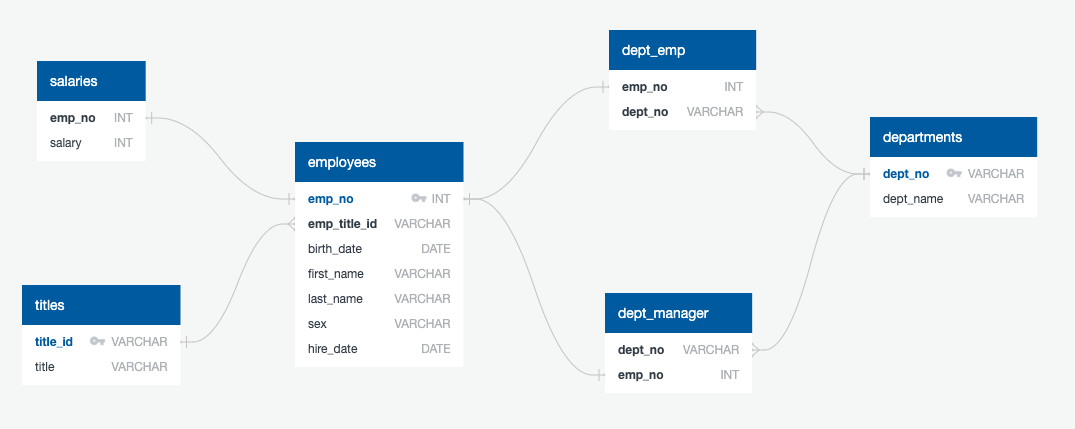 salaries
emp_no INT
salary INT
titles
title_id VARCHAR
title VARCHAR
employees
emp_no INT
emp_title_id VARCHAR
birth_date DATE
first_name VARCHAR
last_name VARCHAR
sex VARCHAR
hire_date DATE
dept_emp
emp_no INT
dept_no VARCHAR
dept_manager
dept_no VARCHAR
emp_no INT
departments
dept_no VARCHAR
dept_name VARCHAR